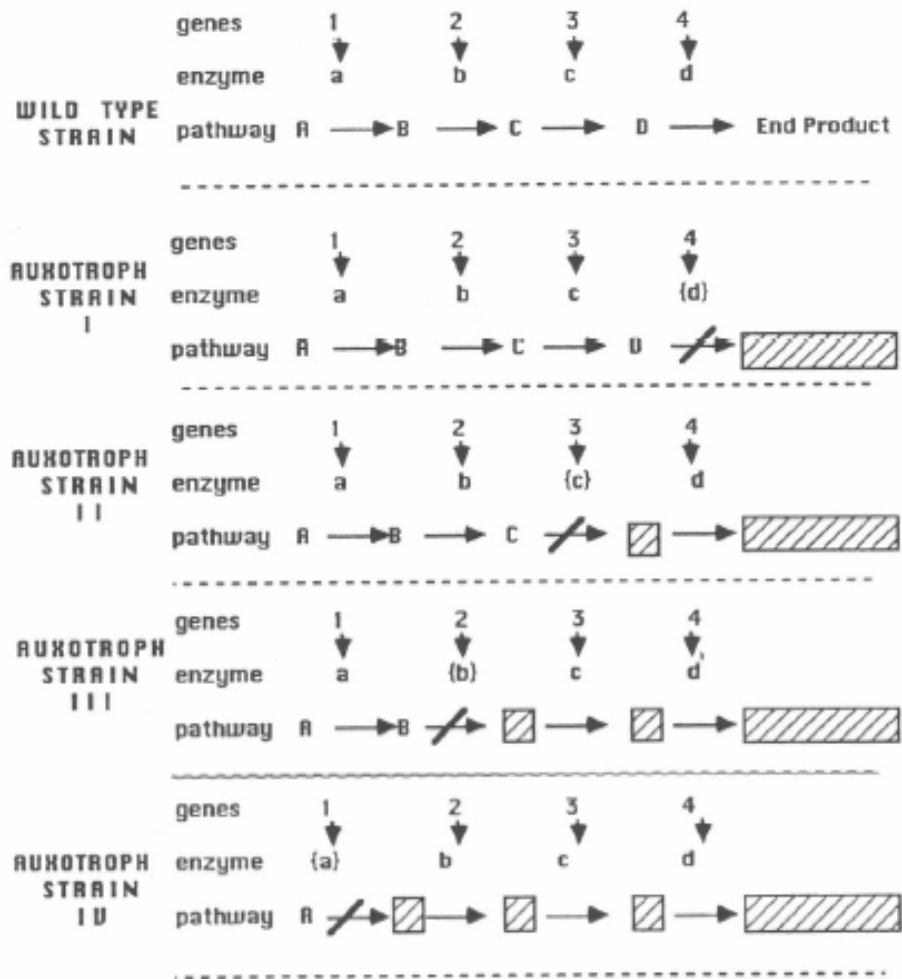 genes 1 2 3 4
enzyme a b c d
WILD TYPE
STRAIN
pathway A B C D End Product
genes 1 2 3 4
AUXOTROPH
STRAIN
I
enzyme a b c {d}
pathway A B C D
genes 1 2 3 4
AUXOTROPH
STRAIN
II
enzyme a b {c} d
pathway A B C
genes 1 2 3 4
AUXOTROPH
STRAIN
III
enzyme a {b} c d'
pathway A B
genes 1 2 3 4
AUXOTROPH
STRAIN
IV
enzyme {a} b c d
pathway A